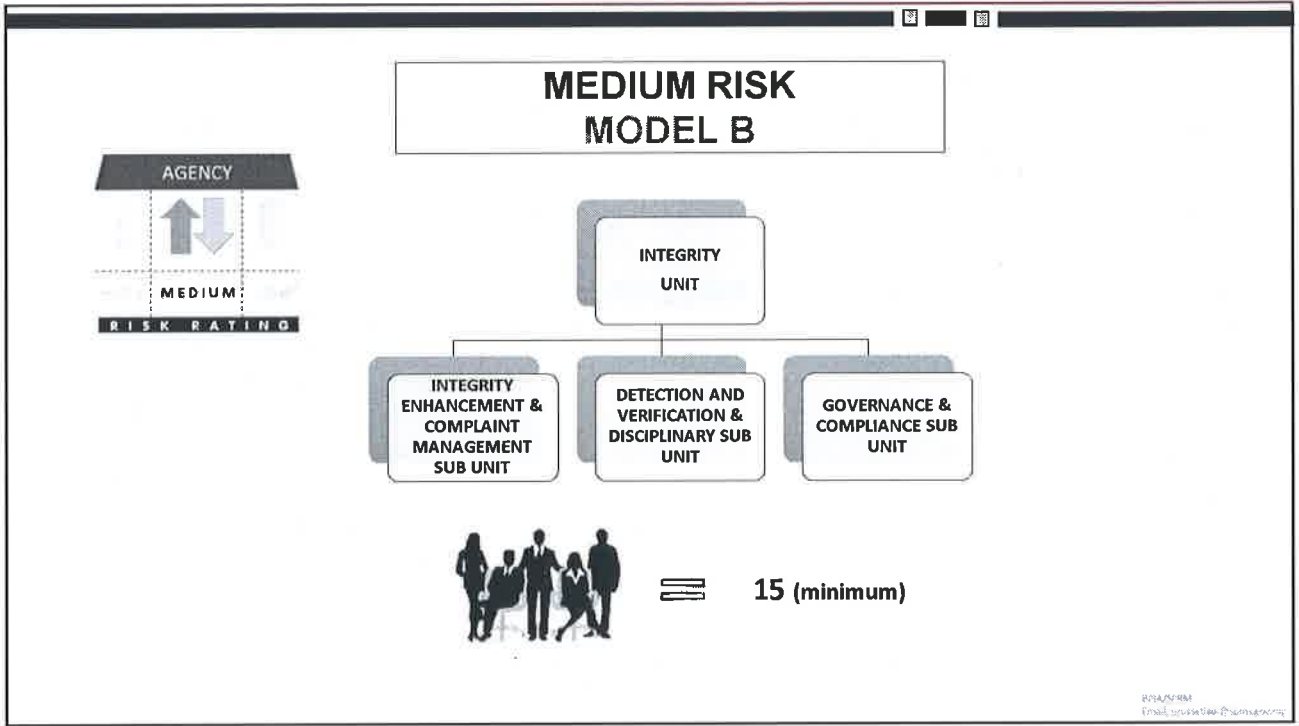 MEDIUM RISK
MODEL B
AGENCY
MEDIUM
RISK RATING
INTEGRITY
UNIT
INTEGRITY
ENHANCEMENT &
COMPLAINT
MANAGEMENT
SUB UNIT
DETECTION AND
VERIFICATION &
DISCIPLINARY SUB
UNIT
GOVERNANCE &
COMPLIANCE SUB
UNIT
= 15 (minimum)
Email